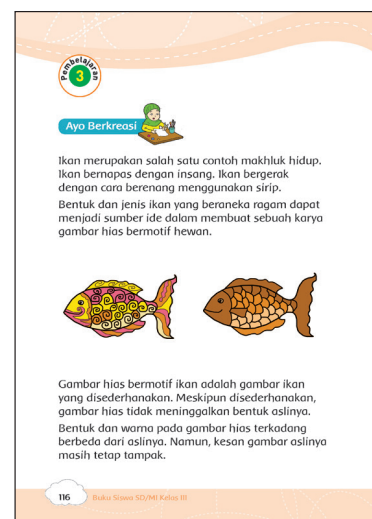 Pembelajaran
3
Ayo Berkreasi
Ikan merupakan salah satu contoh makhluk hidup.
Ikan bernapas dengan insang. Ikan bergerak
dengan cara berenang menggunakan sirip.
Bentuk dan jenis ikan yang beraneka ragam dapat
menjadi sumber ide dalam membuat sebuah karya
gambar hias bermotif hewan.
Gambar hias bermotif ikan adalah gambar ikan
yang disederhanakan. Meskipun disederhanakan,
gambar hias tidak meninggalkan bentuk aslinya.
Bentuk dan warna pada gambar hias terkadang
berbeda dari aslinya. Namun, kesan gambar aslinya
masih tetap tampak.
116 Buku Siswa SD/MI Kelas III